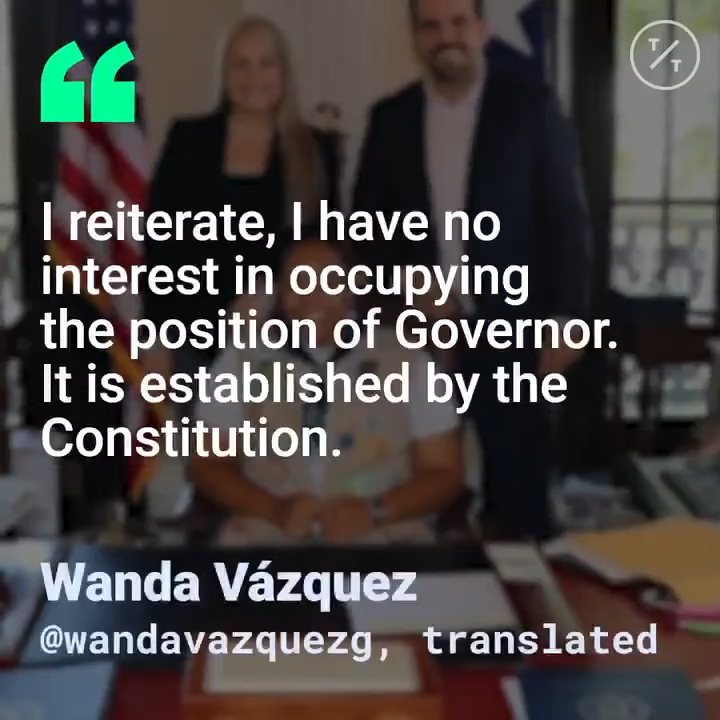 T/T
I reiterate, I have no
interest in occupying
the position of Governor.
It is established by the
Constitution.
Wanda Vázquez
@wandavazquezg, translated